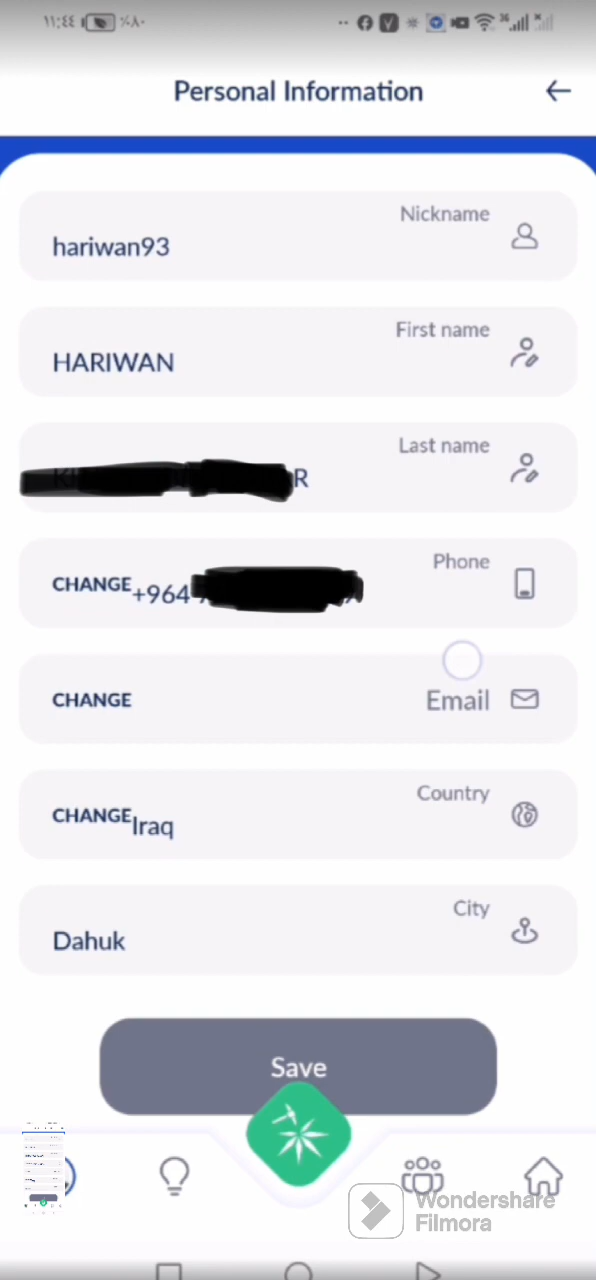 ١١:٤٤
٪٨٠
Personal Information
Nickname
hariwan93
First name
HARIWAN
Last name
R
Phone
CHANGE +964
Email
CHANGE
Country
CHANGE Iraq
City
Dahuk
Save
Wondershare
Filmora